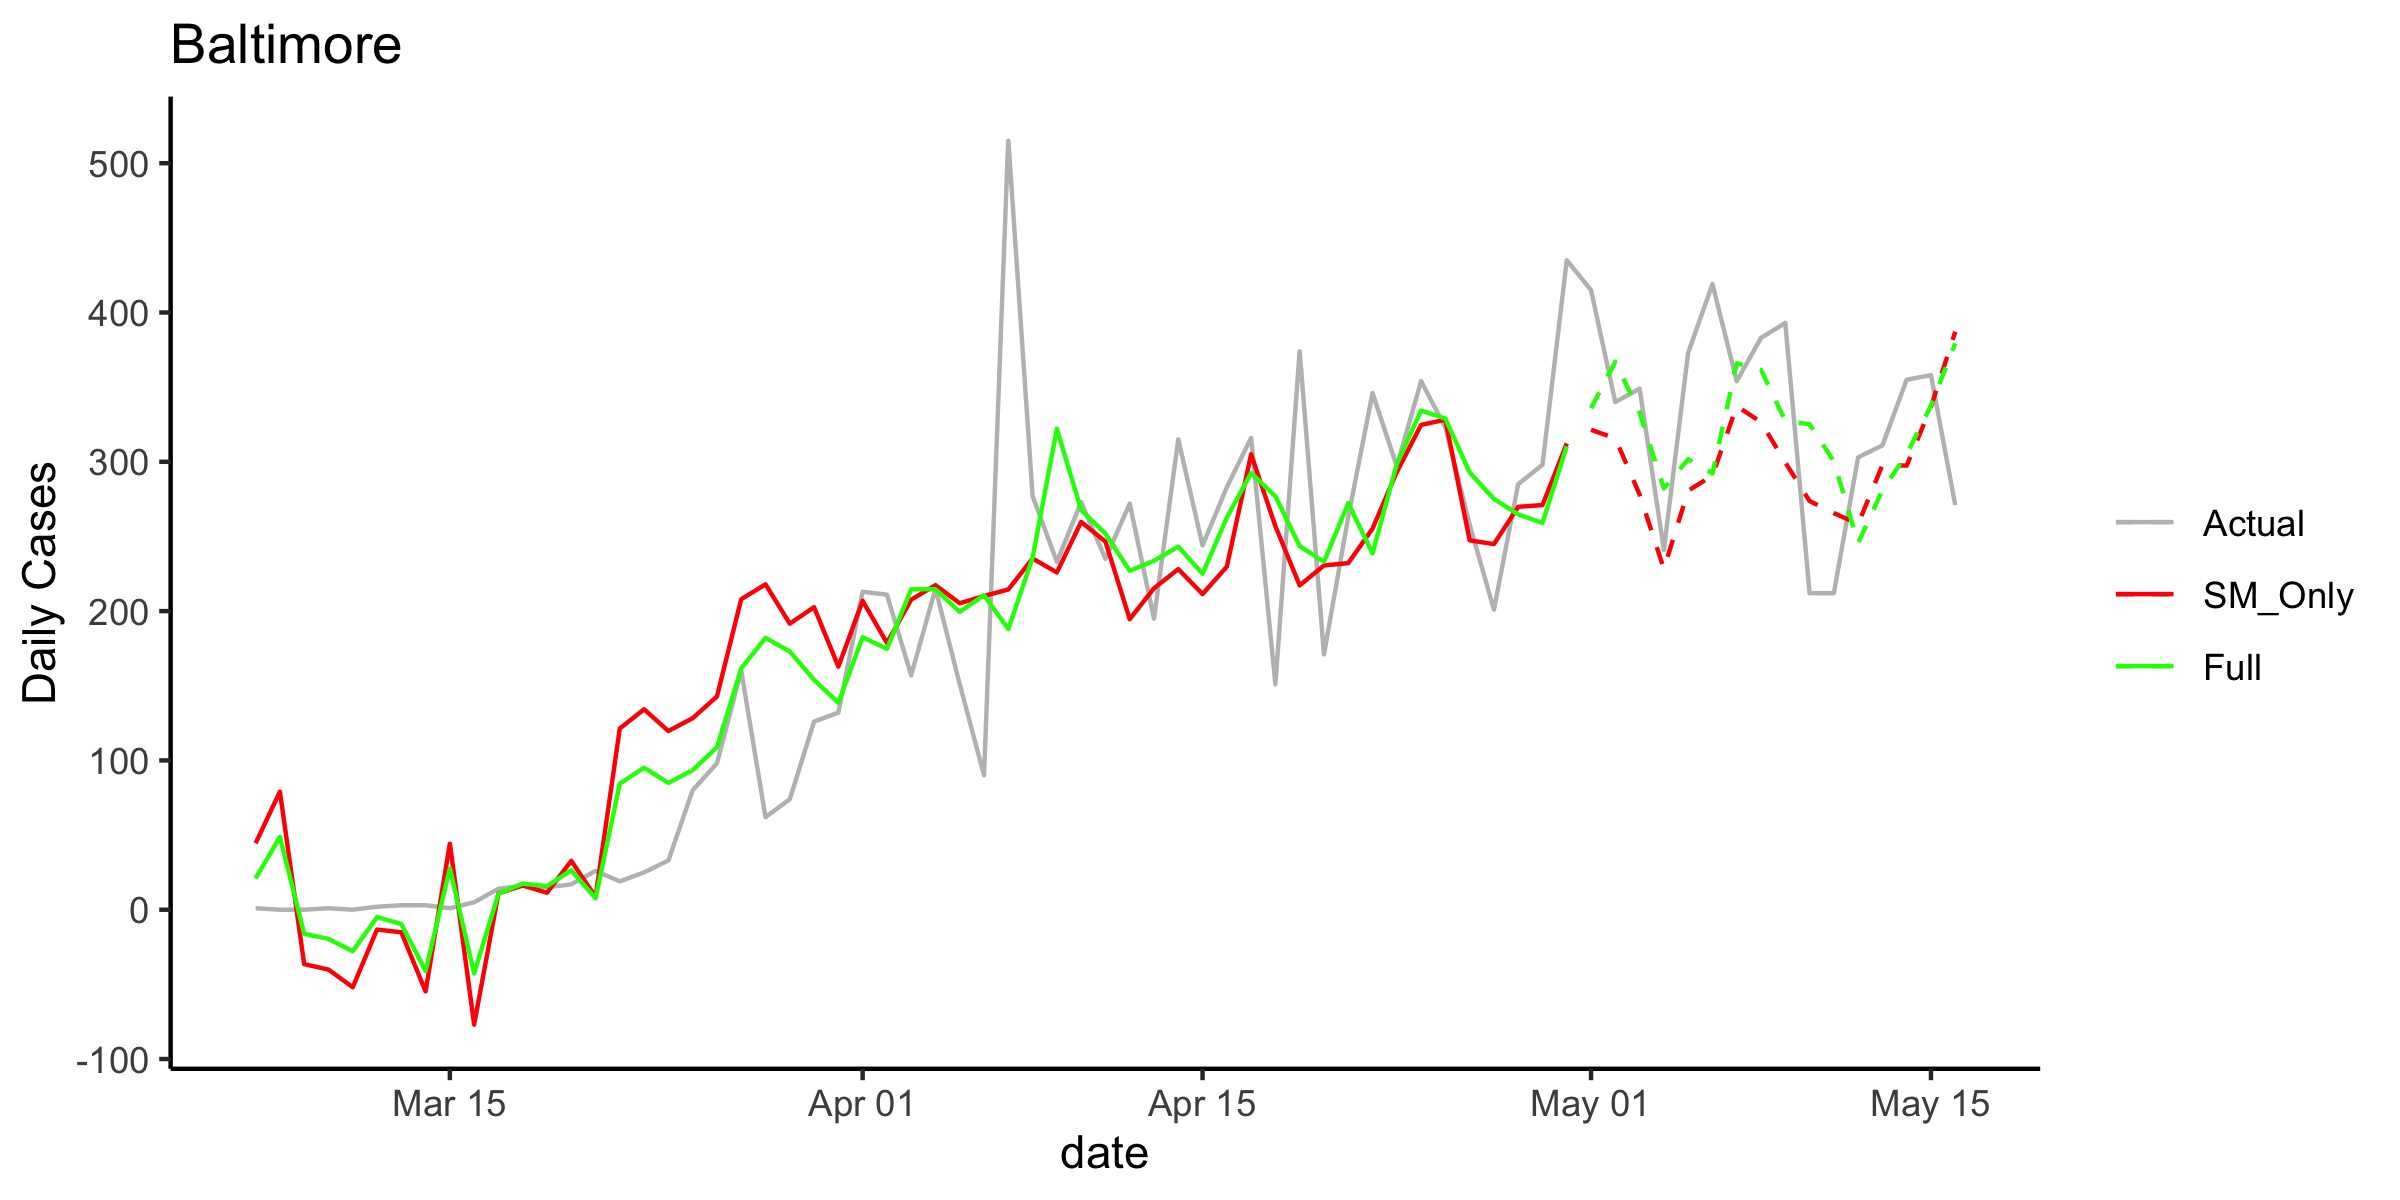 Baltimore
Daily Cases
500
400
300
200
100
0
-100
Mar 15
Apr 01
Apr 15
May 01
May 15
date
Actual
SM_Only
Full